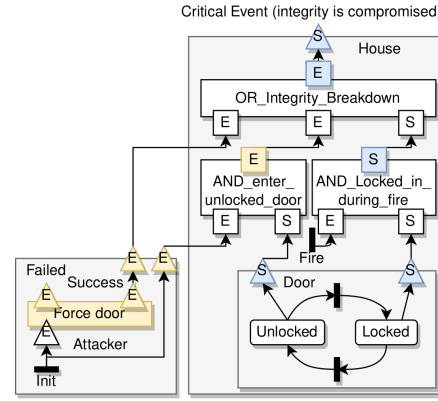 Critical Event (integrity is compromised
S
House
E
OR_Integrity_Breakdown
E E S
E S
AND_enter_
unlocked_door
AND_Locked_in_
during_fire
E S E S
Fire
E E
S S
Failed
Success
Door
E E
Force door
Unlocked Locked
E
Attacker
Init